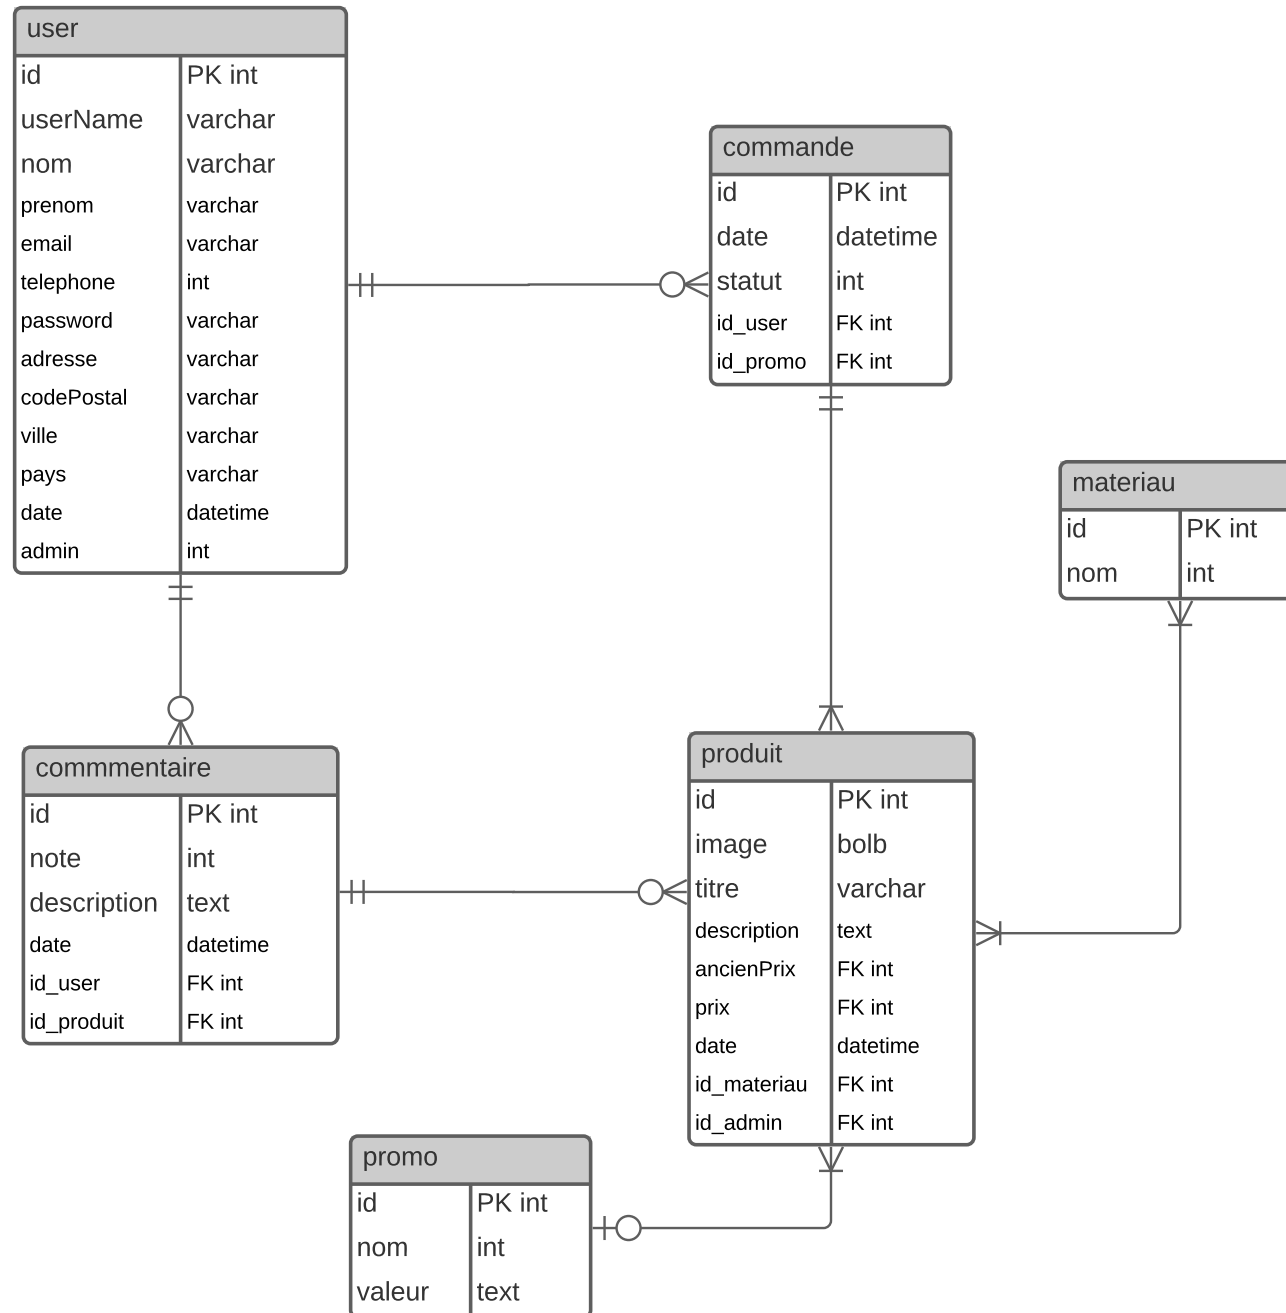 user
id PK int
userName varchar
nom varchar
prenom varchar
email varchar
telephone int
password varchar
adresse varchar
codePostal varchar
ville varchar
pays varchar
date datetime
admin int
commande
id PK int
date datetime
statut int
id_user FK int
id_promo FK int
materiau
id PK int
nom int
commmentaire
id PK int
note int
description text
date datetime
id_user FK int
id_produit FK int
produit
id PK int
image bolb
titre varchar
description text
ancienPrix FK int
prix FK int
date datetime
id_materiau FK int
id_admin FK int
promo
id PK int
nom int
valeur text